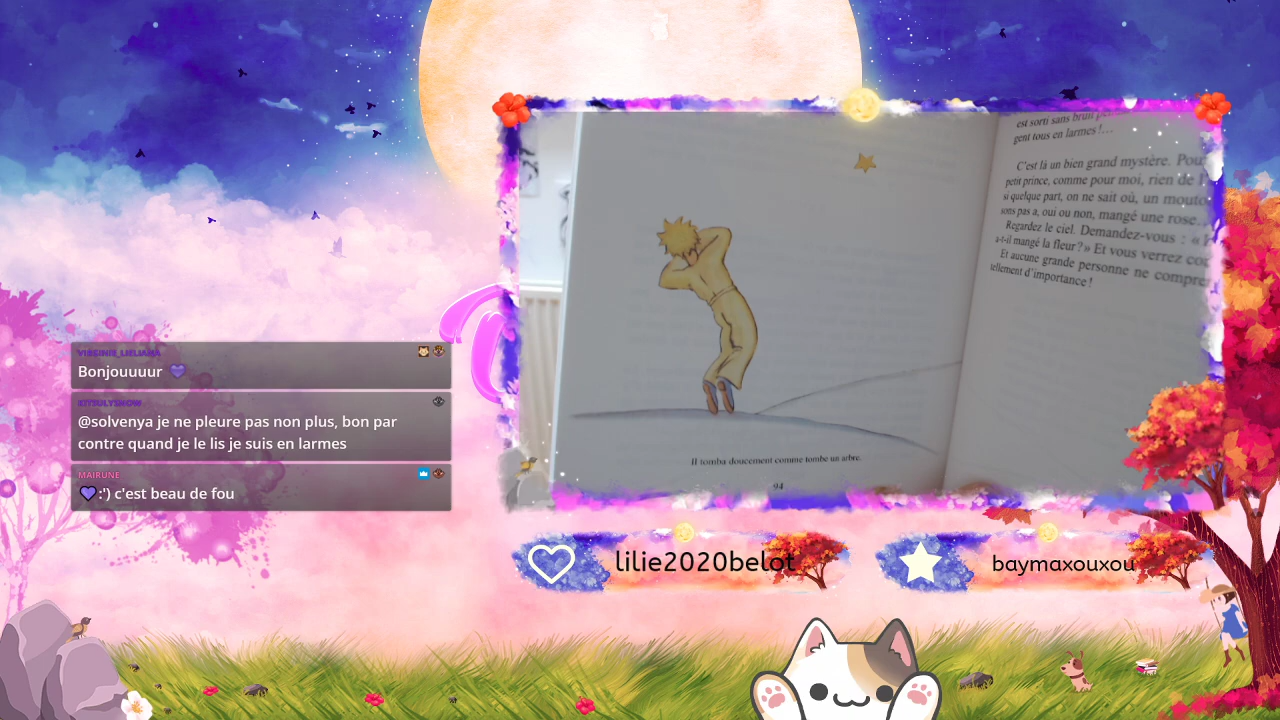 VIRGINIE_LIELIANA
Bonjouuuur
KITSULYSNOW
@solvenya je ne pleure pas non plus, bon par
contre quand je le lis je suis en larmes
MAIRUNE
:') c'est beau de fou
est sorti sans bruit
gent tous en larmes !...
C'est là un bien grand mystère.
petit prince, comme pour moi, rien de
si quelque part, on ne sait où, un
sons pas a, oui ou non, mangé une rose...
Regardez le ciel. Demandez-vous : «
a-t-il mangé la fleur ? » Et vous verrez
Et aucune grande personne ne
tellement d'importance !
Il tomba doucement comme tombe un arbre.
94
lilie2020belot
baymaxouxou